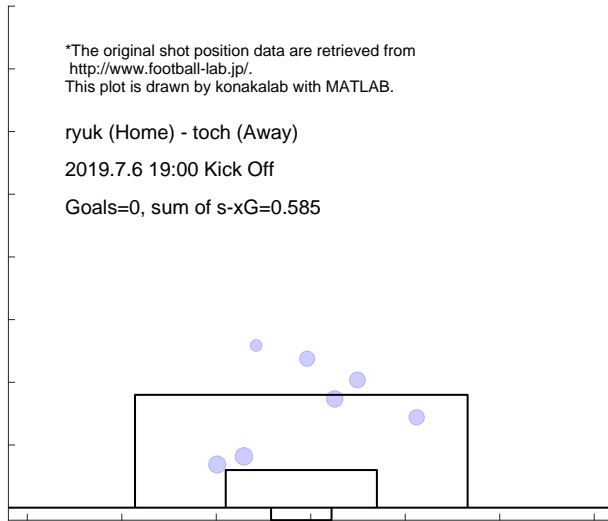 *The original shot position data are retrieved from
http://www.football-lab.jp/.
This plot is drawn by konakalab with MATLAB.
ryuk (Home) - toch (Away)
2019.7.6 19:00 Kick Off
Goals=0, sum of s-xG=0.585